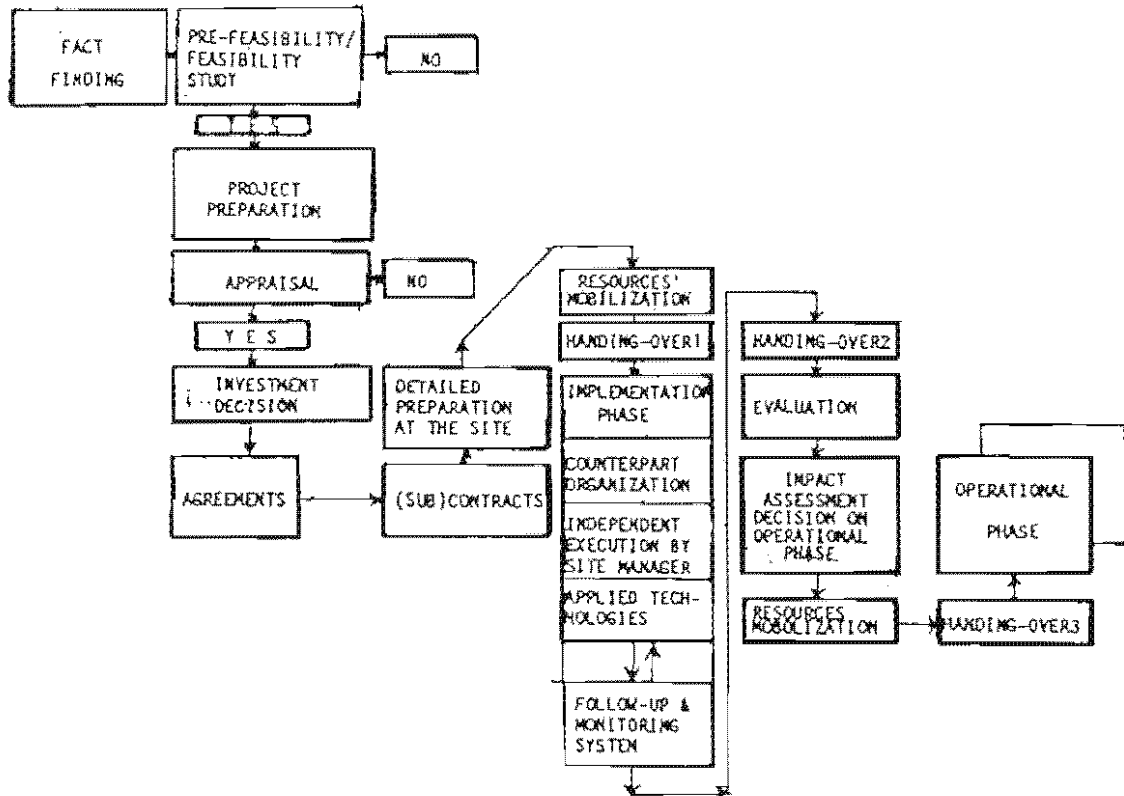 FACT
FINDING
PRE-FEASIBILITY/
FEASIBILITY
STUDY
NO
PROJECT
PREPARATION
APPRAISAL
NO
Y E S
INVESTMENT
DECISION
AGREEMENTS
(SUB)CONTRACTS
DETAILED
PREPARATION
AT THE SITE
RESOURCES'
MOBILIZATION
HANDING-OVER1
IMPLEMENTATION
PHASE
COUNTERPART
ORGANIZATION
INDEPENDENT
EXECUTION BY
SITE MANAGER
APPLIED TECH-
NOLOGIES
FOLLOW-UP &
MONITORING
SYSTEM
HANDING-OVER2
EVALUATION
IMPACT
ASSESSMENT
DECISION ON
OPERATIONAL
PHASE
RESOURCES
MOBOLIZATION
HANDING-OVER3
OPERATIONAL
PHASE